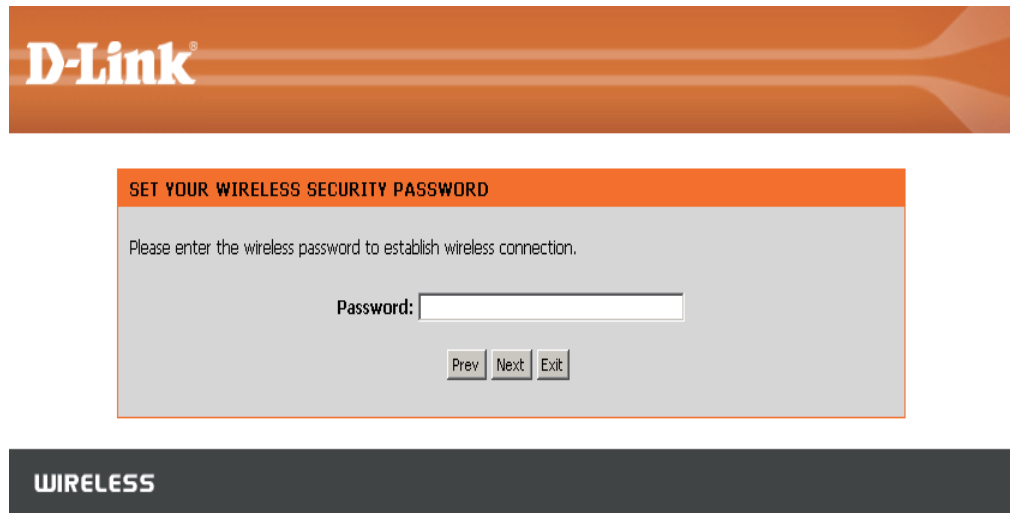 D-Link®
SET YOUR WIRELESS SECURITY PASSWORD
Please enter the wireless password to establish wireless connection.
Password:
Prev Next Exit
WIRELESS